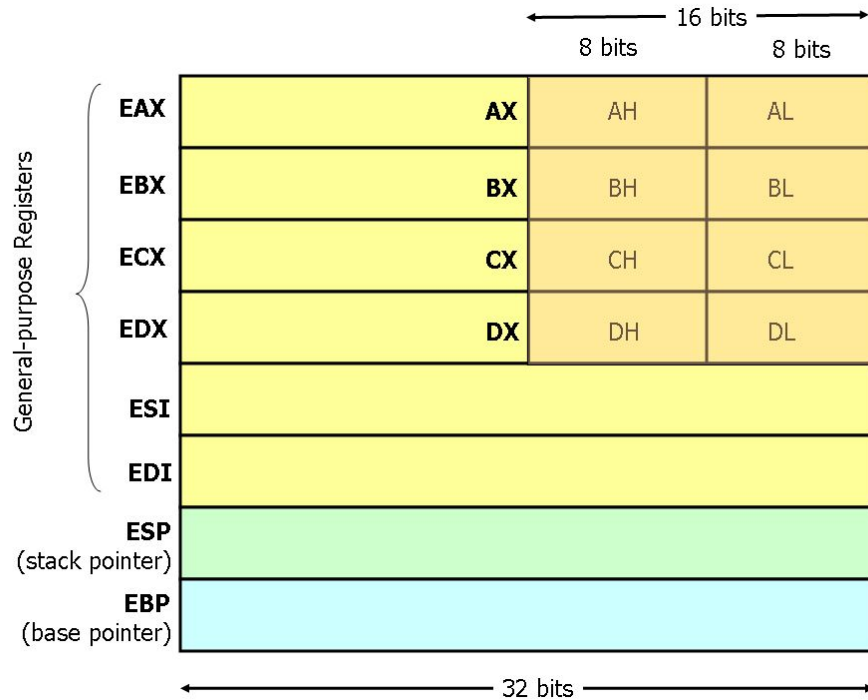 16 bits
8 bits 8 bits
General-purpose Registers
EAX AX AH AL
EBX BX BH BL
ECX CX CH CL
EDX DX DH DL
ESI
EDI
ESP
(stack pointer)
EBP
(base pointer)
32 bits